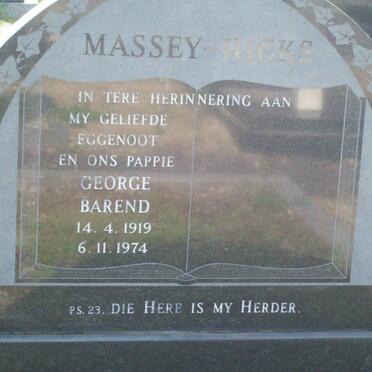 MASSEY-HICKS
IN TERE HERINNERING AAN
MY GELIEFDE
EGGENOOT
EN ONS PAPPIE
GEORGE
BAREND
14. 4. 1919
6. 11. 1974
PS. 23. DIE HERE IS MY HERDER.